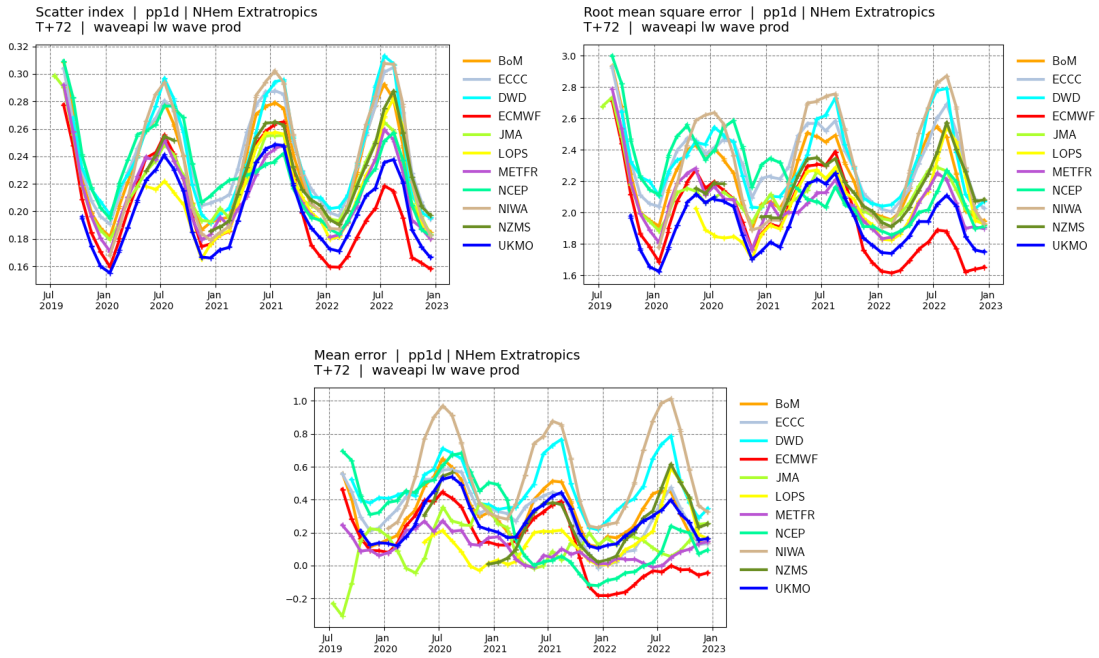 Scatter index | pp1d | NHem Extratropics
T+72 | waveapi lw wave prod
0.32
0.30
0.28
0.26
0.24
0.22
0.20
0.18
0.16
Jul
2019
Jan
2020
Jul
2020
Jan
2021
Jul
2021
Jan
2022
Jul
2022
Jan
2023
BoM
ECCC
DWD
ECMWF
JMA
LOPS
METFR
NCEP
NIWA
NZMS
UKMO
Root mean square error | pp1d | NHem Extratropics
T+72 | waveapi lw wave prod
3.0
2.8
2.6
2.4
2.2
2.0
1.8
1.6
Jul
2019
Jan
2020
Jul
2020
Jan
2021
Jul
2021
Jan
2022
Jul
2022
Jan
2023
BoM
ECCC
DWD
ECMWF
JMA
LOPS
METFR
NCEP
NIWA
NZMS
UKMO
Mean error | pp1d | NHem Extratropics
T+72 | waveapi lw wave prod
1.0
0.8
0.6
0.4
0.2
0.0
−0.2
Jul
2019
Jan
2020
Jul
2020
Jan
2021
Jul
2021
Jan
2022
Jul
2022
Jan
2023
BoM
ECCC
DWD
ECMWF
JMA
LOPS
METFR
NCEP
NIWA
NZMS
UKMO